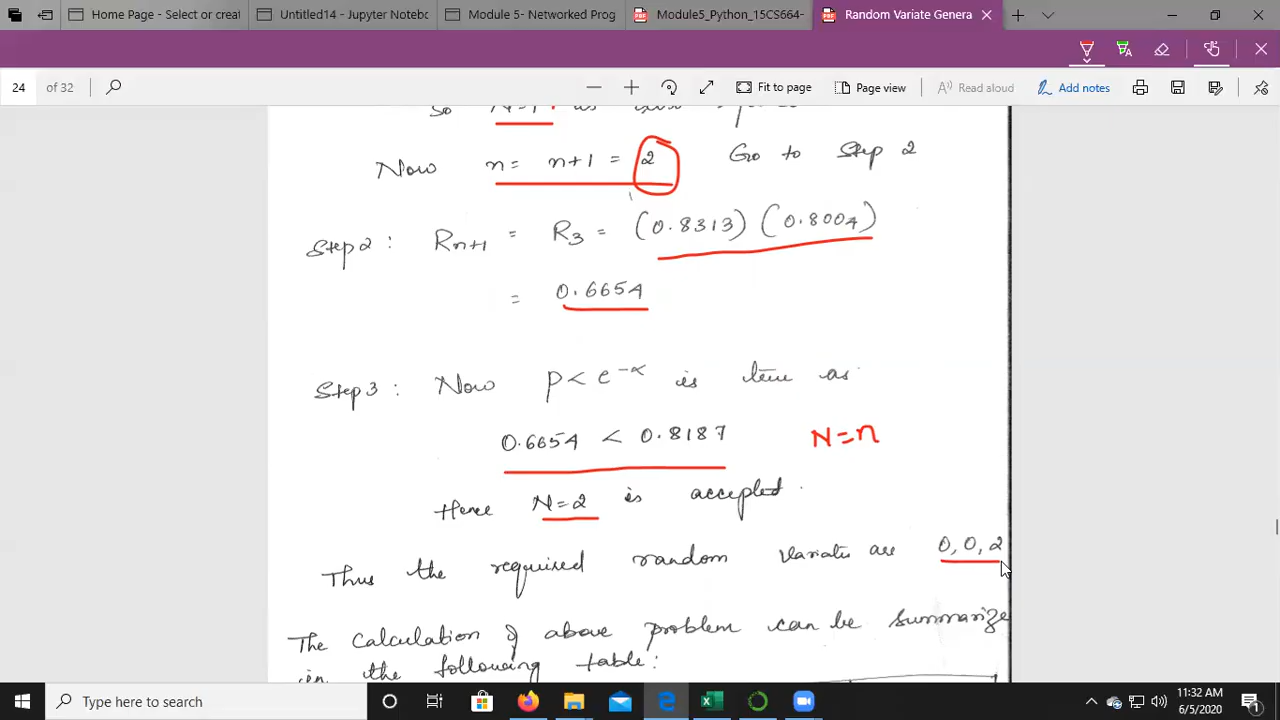 Home Page - Select or creat
Untitled14 - Jupyter Noteb
Module 5- Networked Prog
Module5_Python_15CS664-
Random Variate Genera
24 of 32
Fit to page
Page view
Read aloud
Add notes
So N=1
Now n = n+1 = 2 Go to Step 2
Step 2 : Rn+1 = R3 = (0.8313) (0.8004)
= 0.6654
Step 3 : Now p < e^-α is true as
0.6654 < 0.8187 N=n
Hence N=2 is accepted.
Thus the required random variate are 0, 0, 2
The calculation of above problem can be summarize
in the following table :
Type here to search
11:32 AM
6/5/2020